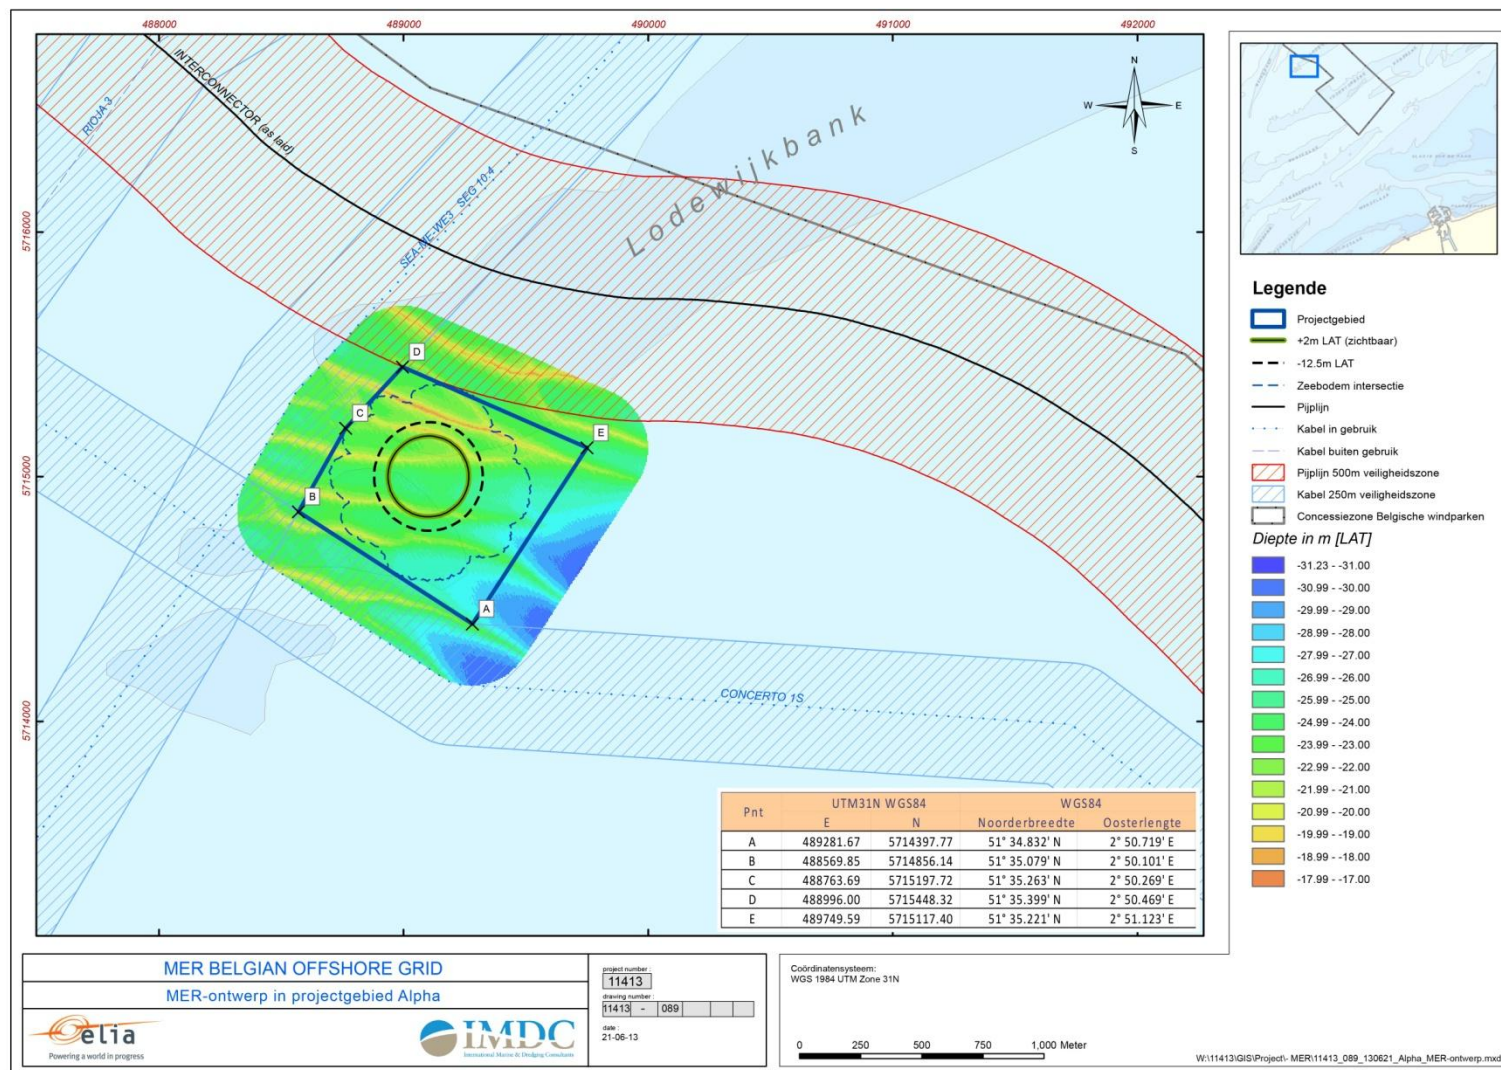 488000 489000 490000 491000 492000
5716000
5715000
5714000
INTERCONNECTOR (as laid)
RIOJA-3
SEA-ME-WE3 SEG 10.4
Lodewijkbank
N
W E
S
D
C
E
B
A
CONCERTO 1S
Pnt UTM31N WGS84 WGS84
E N Noorderbreedte Oosterlengte
A 489281.67 5714397.77 51° 34.832' N 2° 50.719' E
B 488569.85 5714856.14 51° 35.079' N 2° 50.101' E
C 488763.69 5715197.72 51° 35.263' N 2° 50.269' E
D 488996.00 5715448.32 51° 35.399' N 2° 50.469' E
E 489749.59 5715117.40 51° 35.221' N 2° 51.123' E
Legende
Projectgebied
+2m LAT (zichtbaar)
-12.5m LAT
Zeebodem intersectie
Pijplijn
Kabel in gebruik
Kabel buiten gebruik
Pijplijn 500m veiligheidszone
Kabel 250m veiligheidszone
Concessiezone Belgische windparken
Diepte in m [LAT]
-31.23 - -31.00
-30.99 - -30.00
-29.99 - -29.00
-28.99 - -28.00
-27.99 - -27.00
-26.99 - -26.00
-25.99 - -25.00
-24.99 - -24.00
-23.99 - -23.00
-22.99 - -22.00
-21.99 - -21.00
-20.99 - -20.00
-19.99 - -19.00
-18.99 - -18.00
-17.99 - -17.00
MER BELGIAN OFFSHORE GRID
MER-ontwerp in projectgebied Alpha
elia
Powering a world in progress
IMDC
International Marine & Dredging Consultants
project number :
11413
drawing number :
11413 - 089
date :
21-06-13
Coördinatensysteem:
WGS 1984 UTM Zone 31N
0 250 500 750 1,000 Meter
W:\11413\GIS\Project\- MER\11413_089_130621_Alpha_MER-ontwerp.mxd